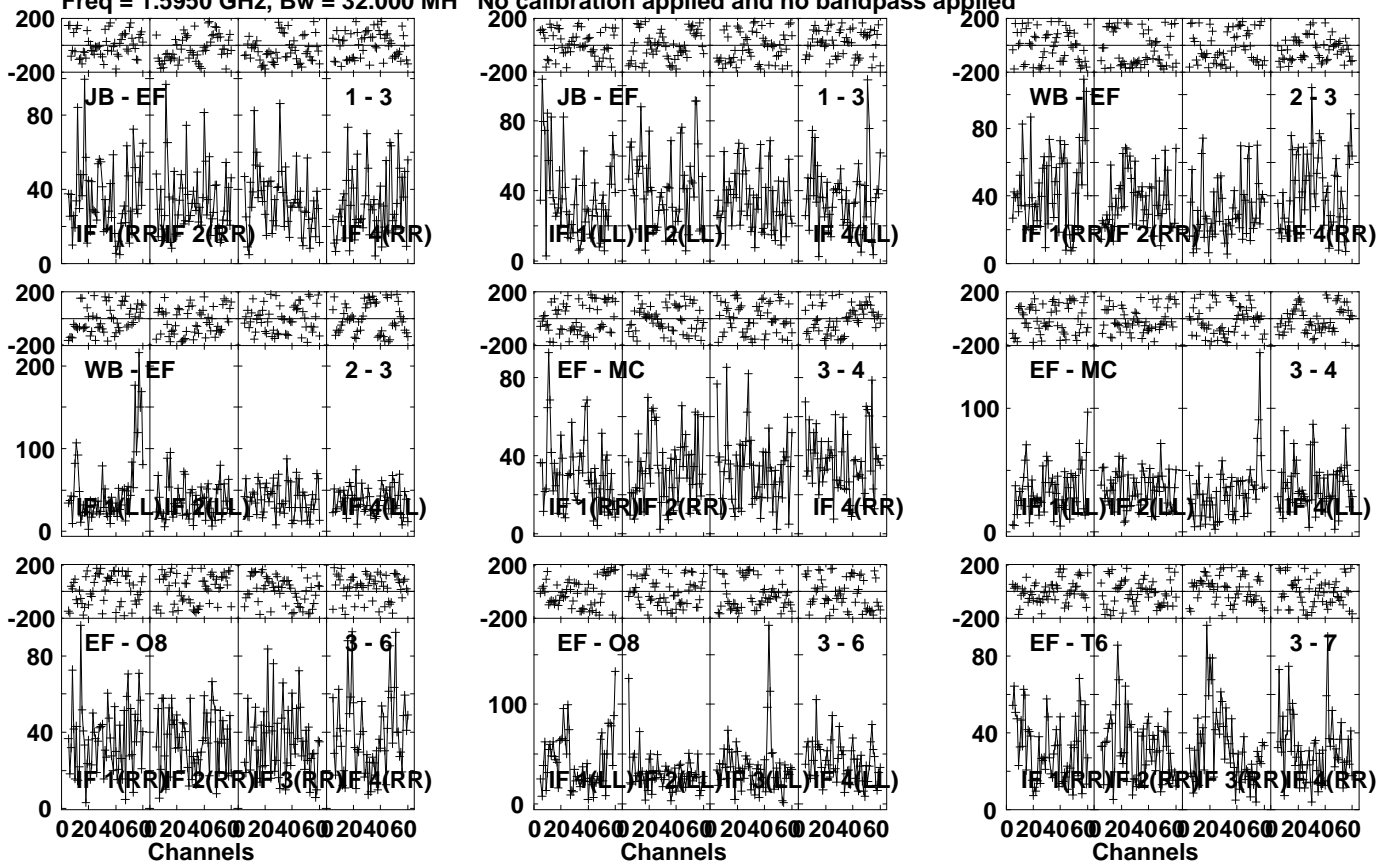 Freq = 1.5950 GHz, Bw = 32.000 MH No calibration applied and no bandpass applied
200
-200
80
40
0
JB - EF 1 - 3
IF 1(RR) IF 2(RR) IF 4(RR)
200
-200
80
40
0
JB - EF 1 - 3
IF 1(LL) IF 2(LL) IF 4(LL)
200
-200
80
40
0
WB - EF 2 - 3
IF 1(RR) IF 2(RR) IF 4(RR)
200
-200
200
100
0
WB - EF 2 - 3
IF 1(LL) IF 2(LL) IF 4(LL)
200
-200
80
40
0
EF - MC 3 - 4
IF 1(RR) IF 2(RR) IF 4(RR)
200
-200
100
0
EF - MC 3 - 4
IF 1(LL) IF 2(LL) IF 4(LL)
200
-200
80
40
0
EF - O8 3 - 6
IF 1(RR) IF 2(RR) IF 3(RR) IF 4(RR)
0 20 40 60 0 20 40 60 0 20 40 60 0 20 40 60
Channels
200
-200
100
0
EF - O8 3 - 6
IF 1(LL) IF 2(LL) IF 3(LL) IF 4(LL)
0 20 40 60 0 20 40 60 0 20 40 60 0 20 40 60
Channels
200
-200
80
40
0
EF - T6 3 - 7
IF 1(RR) IF 2(RR) IF 3(RR) IF 4(RR)
0 20 40 60 0 20 40 60 0 20 40 60 0 20 40 60
Channels